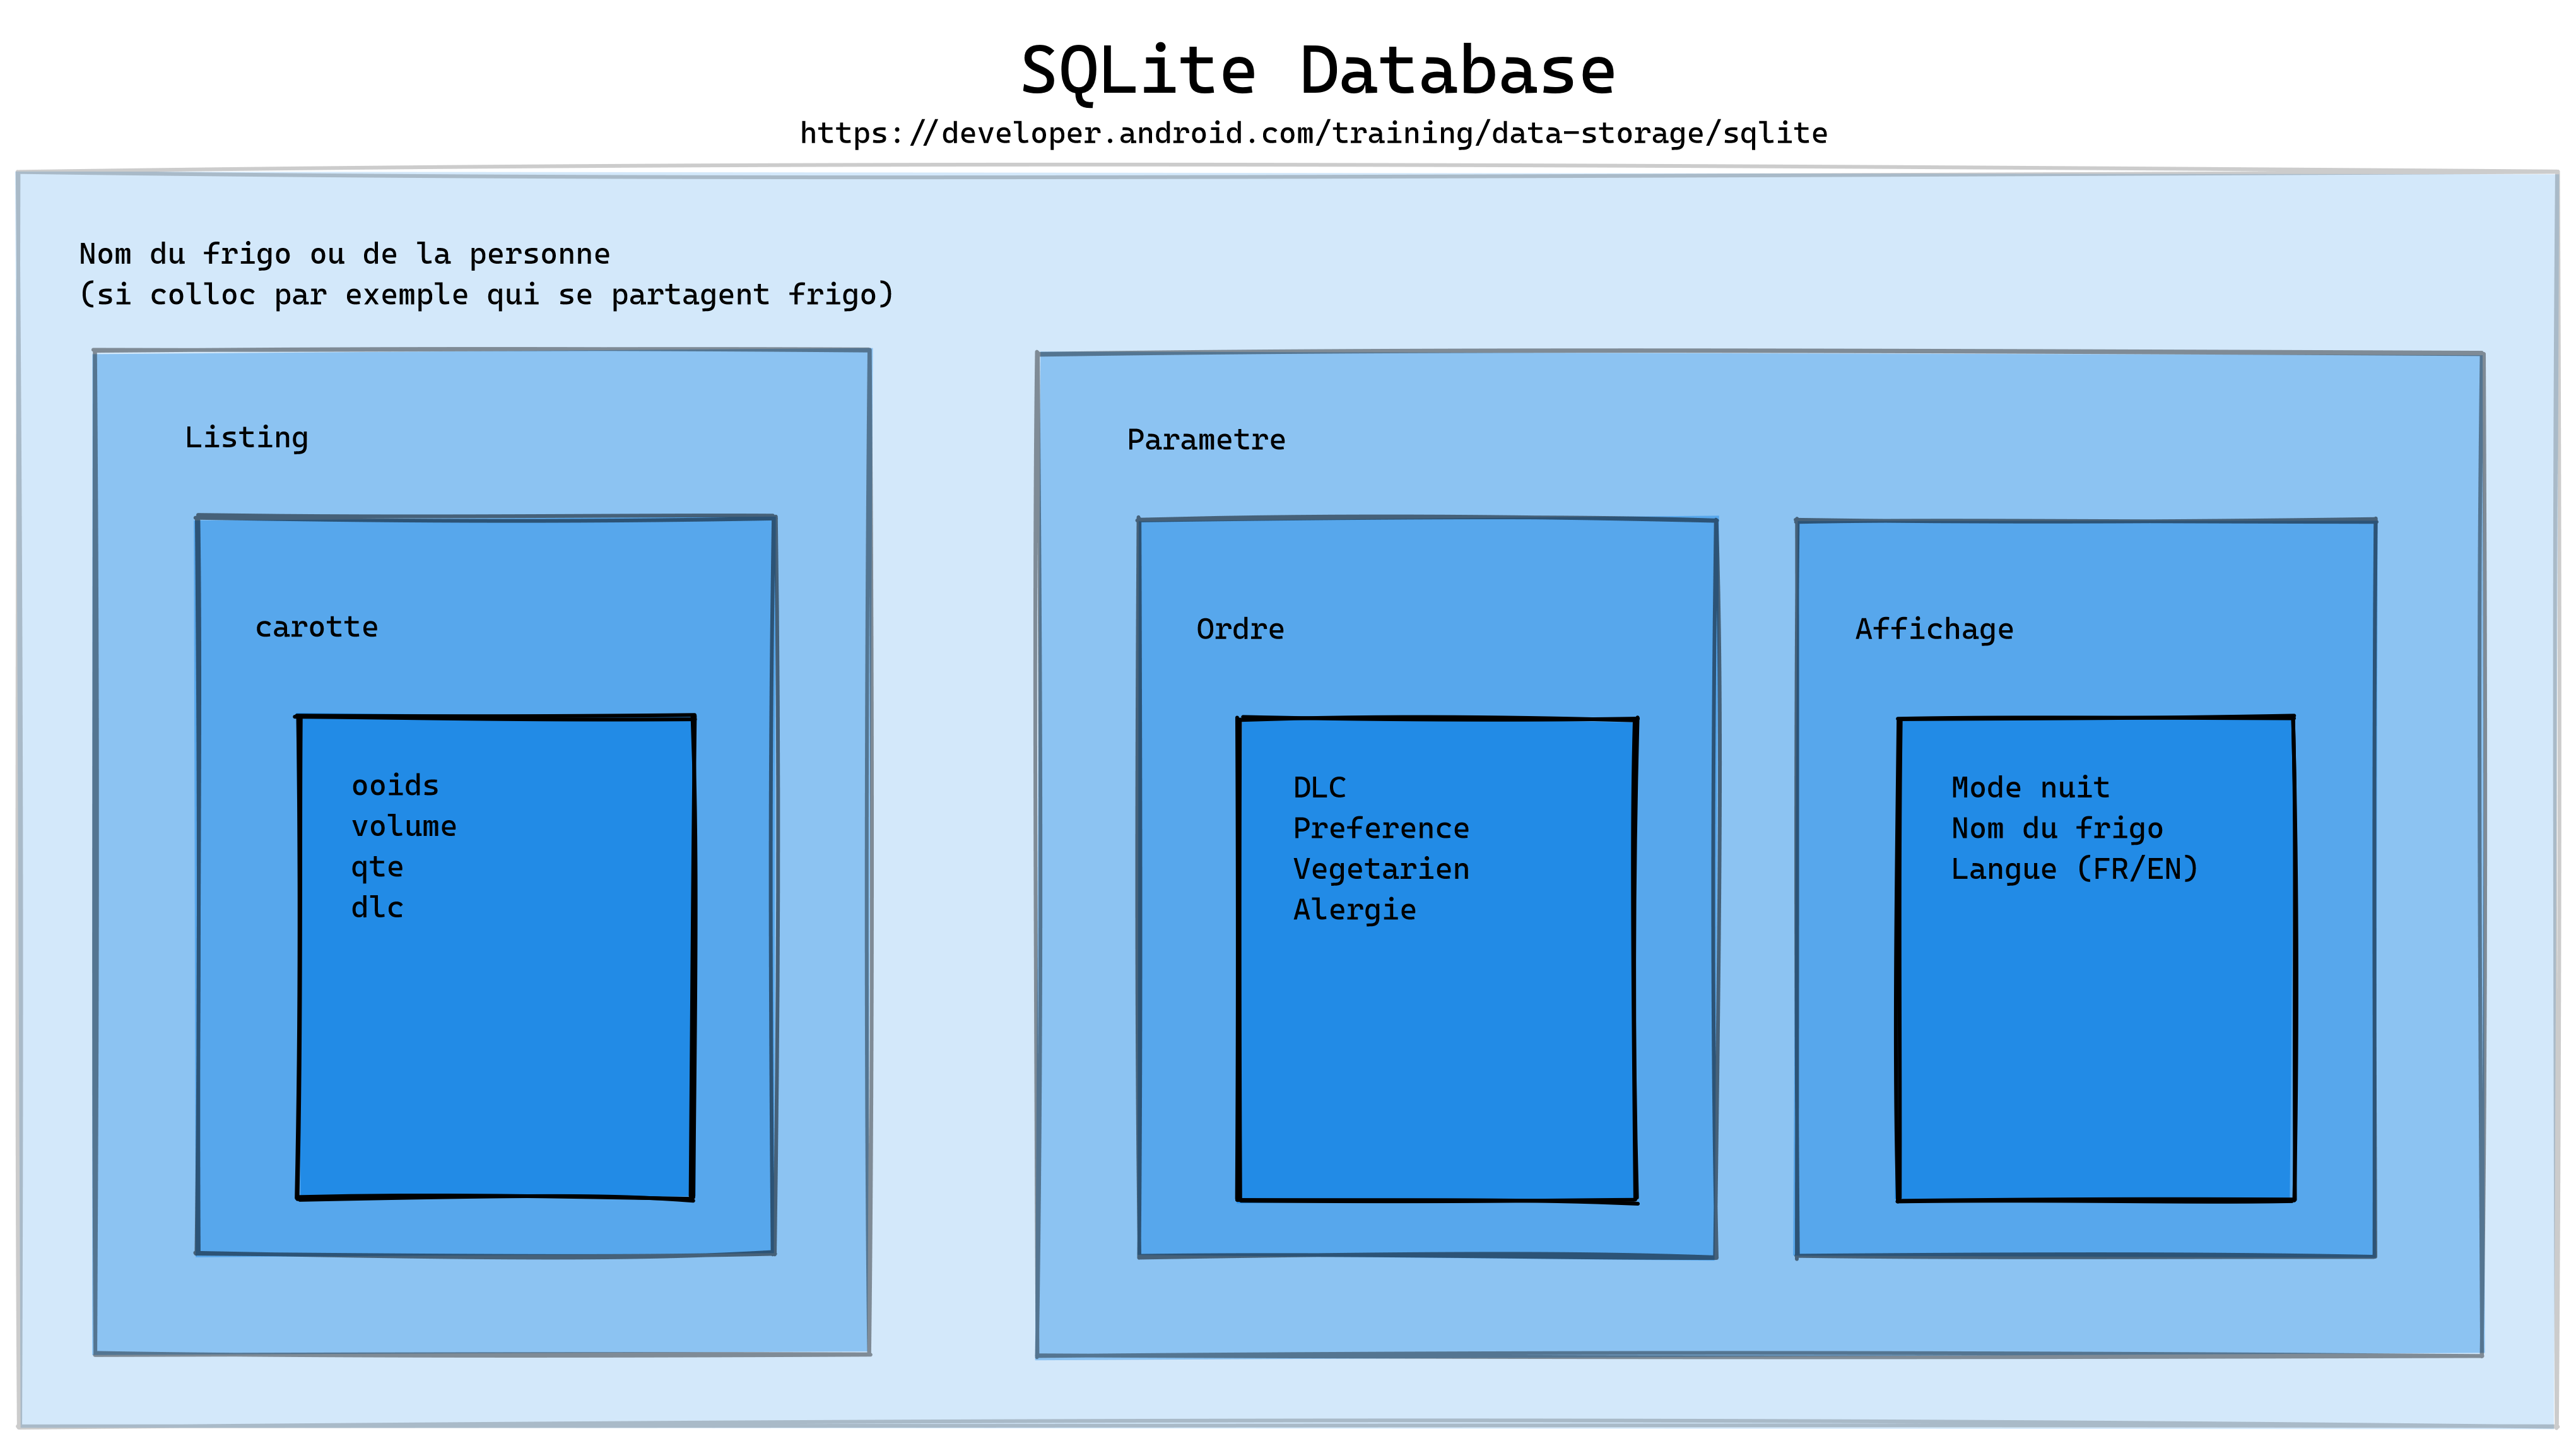 SQLite Database
https://developer.android.com/training/data-storage/sqlite
Nom du frigo ou de la personne
(si colloc par exemple qui se partagent frigo)
Listing
carotte
ooids
volume
qte
dlc
Parametre
Ordre
DLC
Preference
Vegetarien
Alergie
Affichage
Mode nuit
Nom du frigo
Langue (FR/EN)